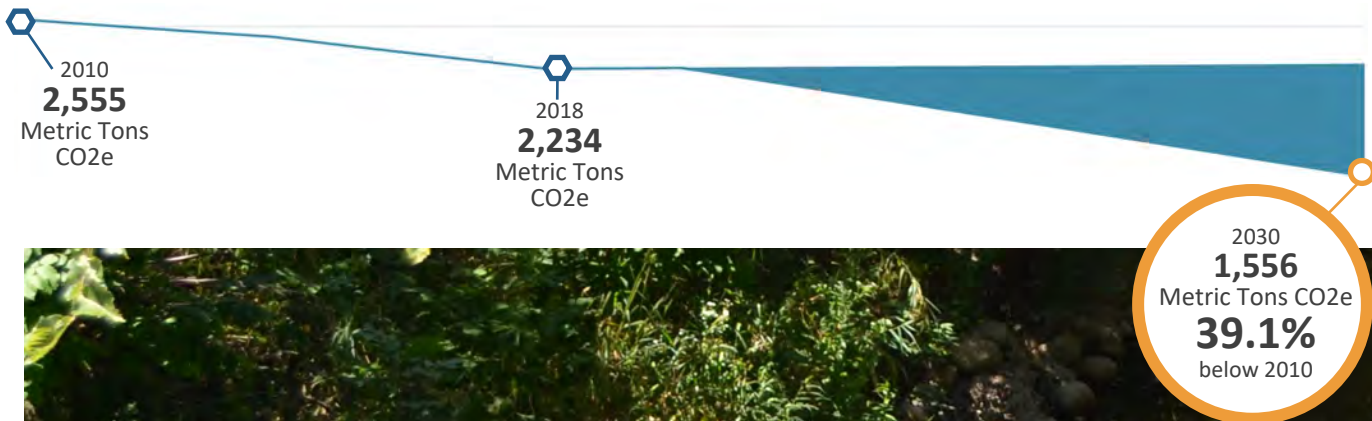 2010
2,555
Metric Tons
CO2e
2018
2,234
Metric Tons
CO2e
2030
1,556
Metric Tons CO2e
39.1%
below 2010